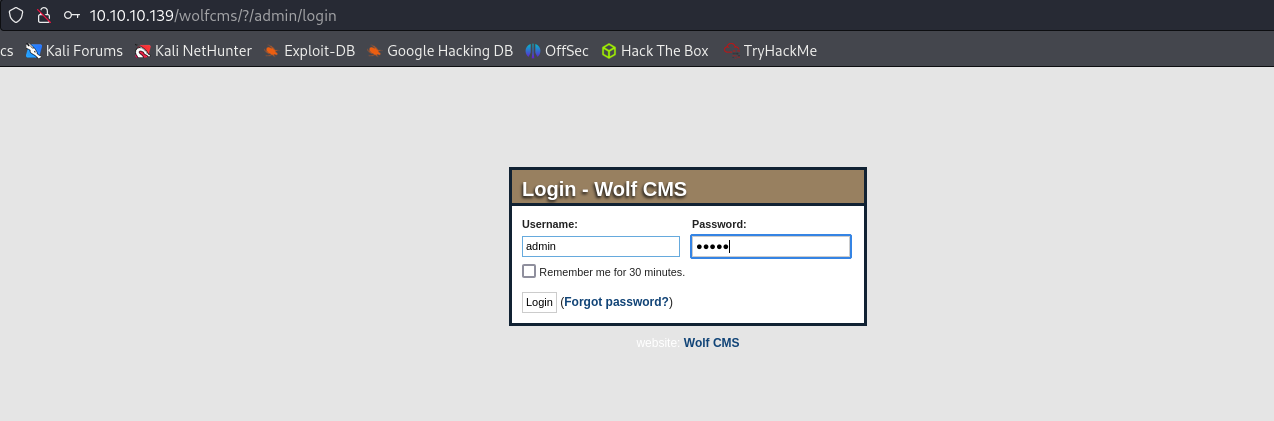 10.10.10.139/wolfcms/?/admin/login
cs Kali Forums Kali NetHunter Exploit-DB Google Hacking DB OffSec Hack The Box TryHackMe
Login - Wolf CMS
Username: Password:
admin •••••
Remember me for 30 minutes.
Login (Forgot password?)
website: Wolf CMS